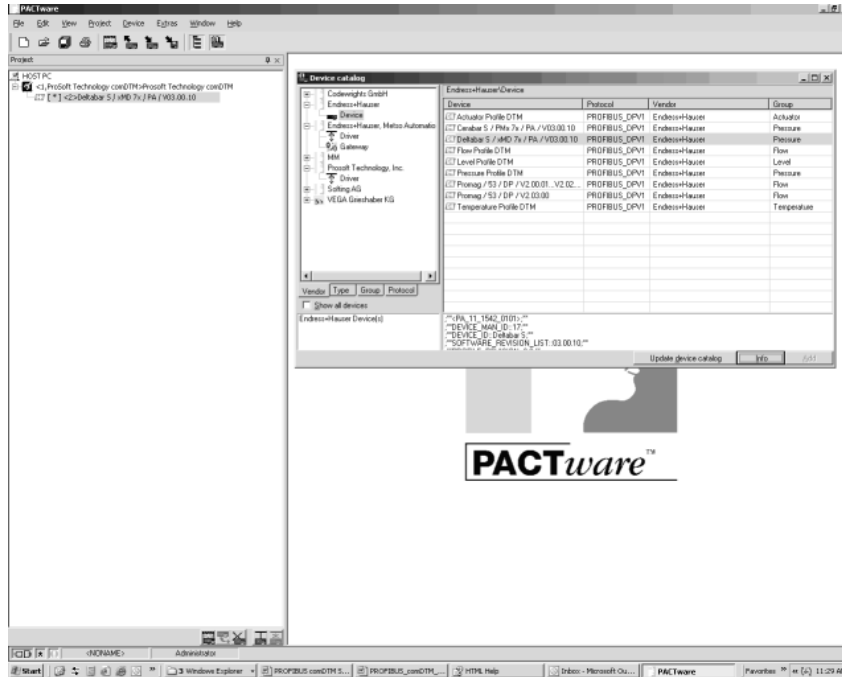 PACTware
File Edit View Project Device Extras Window Help
Project
HOST PC
<1,ProSoft Technology comDTM>Prosoft Technology comDTM
[ * ] <2>Deltabar S / xMD 7x / PA / V03.00.10
Device catalog
Codewrights GmbH
Endress+Hauser
Device
Endress+Hauser, Metso Automatio
Driver
Gateway
MM
Prosoft Technology, Inc.
Driver
Softing AG
VEGA Grieshaber KG
Vendor Type Group Protocol
Show all devices
Endress+Hauser Device(s)
Endress+Hauser\Device
Device Protocol Vendor Group
Actuator Profile DTM PROFIBUS_DPV1 Endress+Hauser Actuator
Cerabar S / PMx 7x / PA / V03.00.10 PROFIBUS_DPV1 Endress+Hauser Pressure
Deltabar S / xMD 7x / PA / V03.00.10 PROFIBUS_DPV1 Endress+Hauser Pressure
Flow Profile DTM PROFIBUS_DPV1 Endress+Hauser Flow
Level Profile DTM PROFIBUS_DPV1 Endress+Hauser Level
Pressure Profile DTM PROFIBUS_DPV1 Endress+Hauser Pressure
Promag / 53 / DP / V2.00.01...V2.02... PROFIBUS_DPV1 Endress+Hauser Flow
Promag / 53 / DP / V2.03.00 PROFIBUS_DPV1 Endress+Hauser Flow
Temperature Profile DTM PROFIBUS_DPV1 Endress+Hauser Temperature
;""<PA_11_1542_0101>;""
;""DEVICE_MAN_ID: 17;""
;""DEVICE_ID: Deltabar S;""
;""SOFTWARE_REVISION_LIST: 03.00.10;""
Update device catalog Info Add
PACTware™
<NONAME> Administrator
Start » 3 Windows Explorer PROFIBUS comDTM S... PROFIBUS_comDTM_... HTML Help Inbox - Microsoft Ou... PACTware Favorites » 11:29 AM